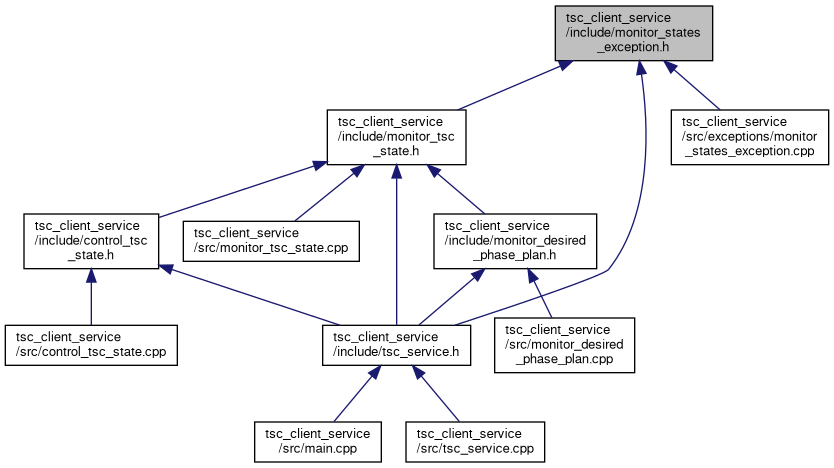 tsc_client_service
/include/monitor_states
_exception.h
tsc_client_service
/include/monitor_tsc
_state.h
tsc_client_service
/src/exceptions/monitor
_states_exception.cpp
tsc_client_service
/include/control_tsc
_state.h
tsc_client_service
/src/monitor_tsc_state.cpp
tsc_client_service
/include/monitor_desired
_phase_plan.h
tsc_client_service
/src/control_tsc_state.cpp
tsc_client_service
/include/tsc_service.h
tsc_client_service
/src/monitor_desired
_phase_plan.cpp
tsc_client_service
/src/main.cpp
tsc_client_service
/src/tsc_service.cpp